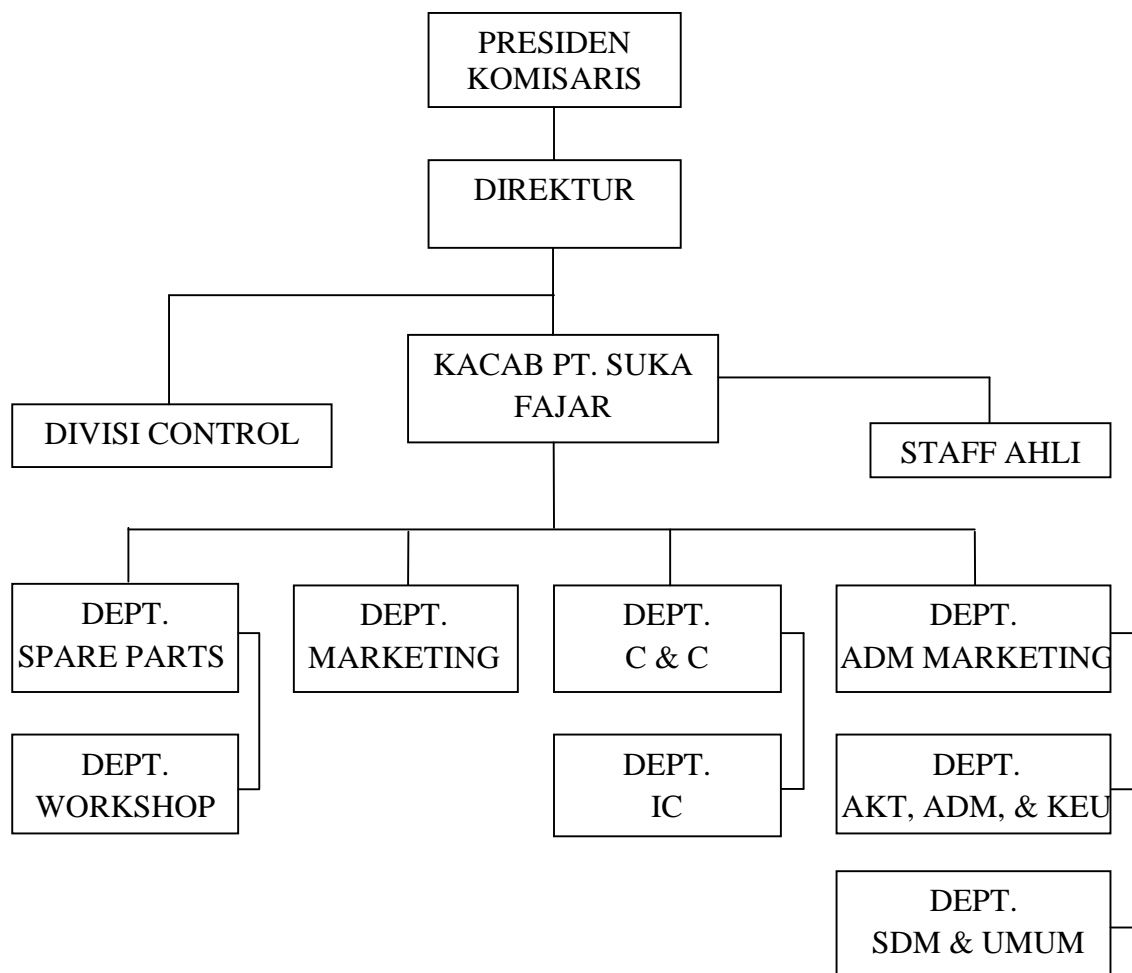 PRESIDEN
KOMISARIS
DIREKTUR
KACAB PT. SUKA
FAJAR
DIVISI CONTROL
STAFF AHLI
DEPT.
SPARE PARTS
DEPT.
MARKETING
DEPT.
C & C
DEPT.
ADM MARKETING
DEPT.
WORKSHOP
DEPT.
IC
DEPT.
AKT, ADM, & KEU
DEPT.
SDM & UMUM